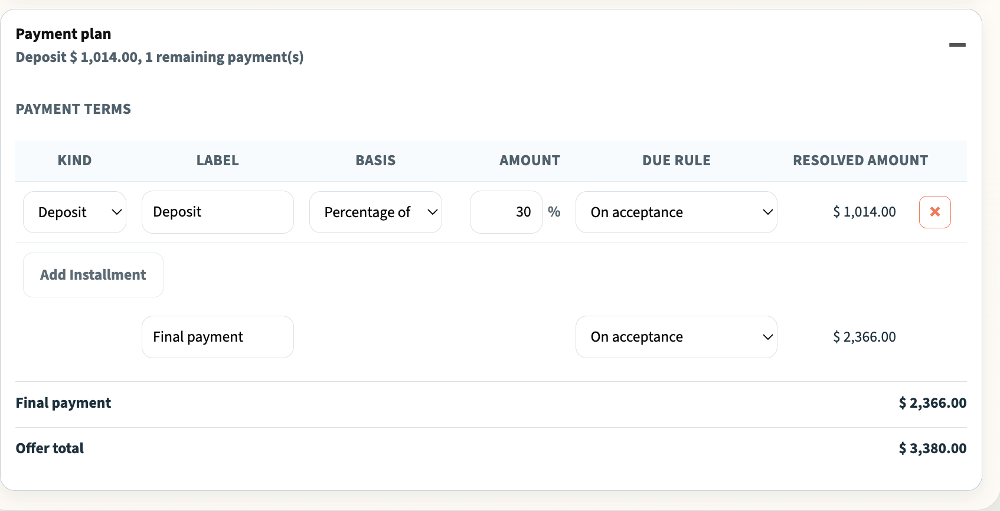 Payment plan
Deposit $ 1,014.00, 1 remaining payment(s)
PAYMENT TERMS
KIND LABEL BASIS AMOUNT DUE RULE RESOLVED AMOUNT
Deposit Deposit Percentage of 30 % On acceptance $ 1,014.00
Add Installment
Final payment On acceptance $ 2,366.00
Final payment $ 2,366.00
Offer total $ 3,380.00